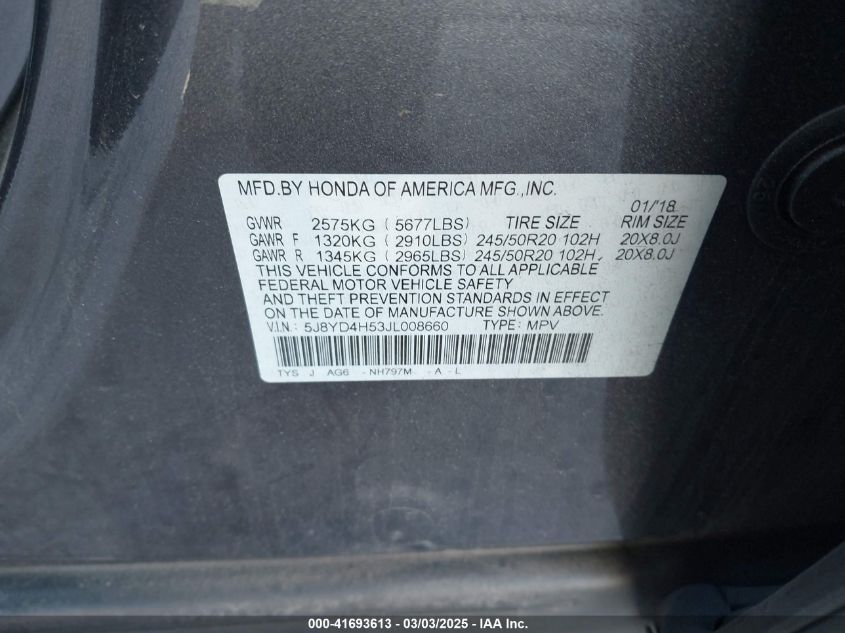 MFD.BY HONDA OF AMERICA MFG.,INC.
01/'18
GVWR 2575KG ( 5677LBS) TIRE SIZE RIM SIZE
GAWR F 1320KG ( 2910LBS) 245/50R20 102H 20X8.0J
GAWR R 1345KG ( 2965LBS) 245/50R20 102H 20X8.0J
THIS VEHICLE CONFORMS TO ALL APPLICABLE
FEDERAL MOTOR VEHICLE SAFETY
AND THEFT PREVENTION STANDARDS IN EFFECT
ON THE DATE OF MANUFACTURE SHOWN ABOVE.
V.I.N.: 5J8YD4H53JL008660 TYPE: MPV
TYS J AG6 - NH797M - A - L
000-41693613 - 03/03/2025 - IAA Inc.